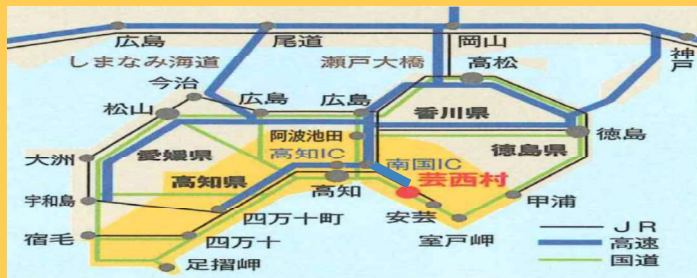 広島
尾道
岡山
神戸
しまなみ海道
瀬戸大橋
高松
今治
松山
広島
広島
香川県
阿波池田
徳島
大洲
愛媛県
高知IC
南国IC
徳島県
高知県
芸西村
宇和島
高知
甲浦
四万十町
安芸
宿毛
四万十
室戸岬
足摺岬
JR
高速
国道